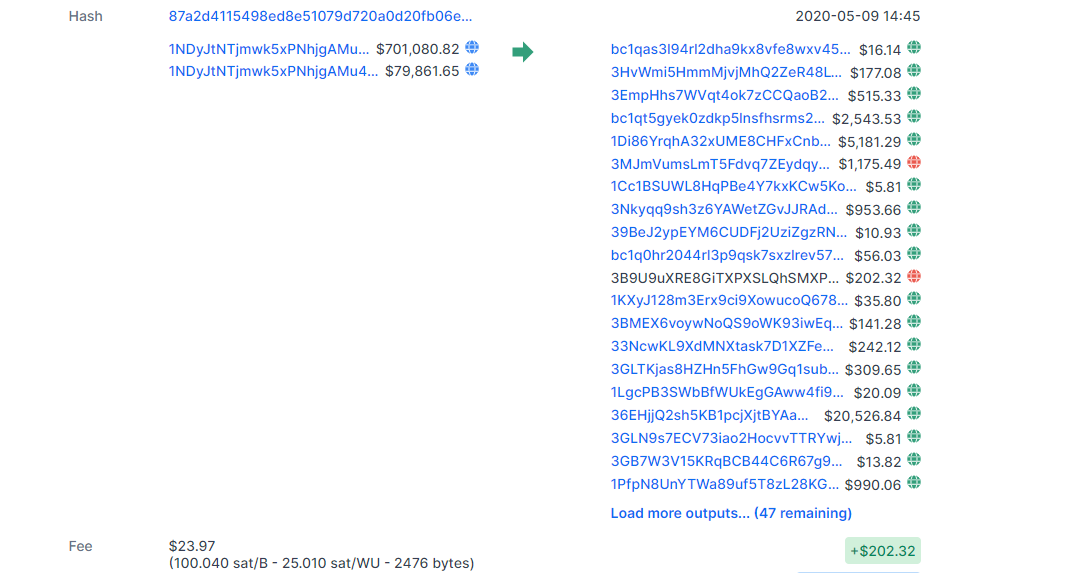 Hash 87a2d4115498ed8e51079d720a0d20fb06e... 2020-05-09 14:45
1NDyJtNTjmwk5xPNhjgAMu... $701,080.82
1NDyJtNTjmwk5xPNhjgAMu4... $79,861.65
bc1qas3l94rl2dha9kx8vfe8wxv45... $16.14
3HvWmi5HmmMjvjMhQ2ZeR48L... $177.08
3EmpHhs7WVqt4ok7zCCQaoB2... $515.33
bc1qt5gyek0zdkp5lnsfhsrms2... $2,543.53
1Di86YrqhA32xUME8CHFxCnb... $5,181.29
3MJmVumsLmT5Fdvq7ZEydqy... $1,175.49
1Cc1BSUWL8HqPBe4Y7kxKCw5Ko... $5.81
3Nkyqq9sh3z6YAWetZGvJJRAd... $953.66
39BeJ2ypEYM6CUDFj2UziZgzRN... $10.93
bc1q0hr2044rl3p9qsk7sxzlrev57... $56.03
3B9U9uXRE8GiTXPXSLQhSMXP... $202.32
1KXyJ128m3Erx9ci9XowucoQ678... $35.80
3BMEX6voywNoQS9oWK93iwEq... $141.28
33NcwKL9XdMNXtask7D1XZFe... $242.12
3GLTKjas8HZHn5FhGw9Gq1sub... $309.65
1LgcPB3SWbBfWUkEgGAww4fi9... $20.09
36EHjjQ2sh5KB1pcjXjtBYAa... $20,526.84
3GLN9s7ECV73iao2HocvvTTRYwj... $5.81
3GB7W3V15KRqBCB44C6R67g9... $13.82
1PfpN8UnYTWa89uf5T8zL28KG... $990.06
Load more outputs... (47 remaining)
Fee $23.97 +$202.32
(100.040 sat/B - 25.010 sat/WU - 2476 bytes)